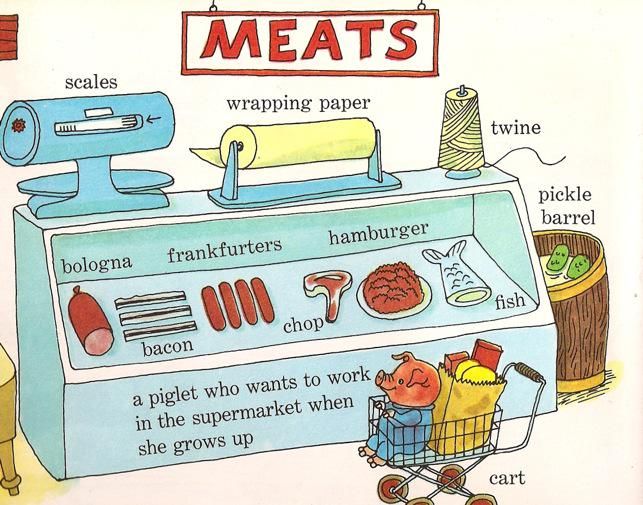 MEATS
scales
wrapping paper
twine
pickle
barrel
bologna
frankfurters
hamburger
bacon
chop
fish
a piglet who wants to work
in the supermarket when
she grows up
cart